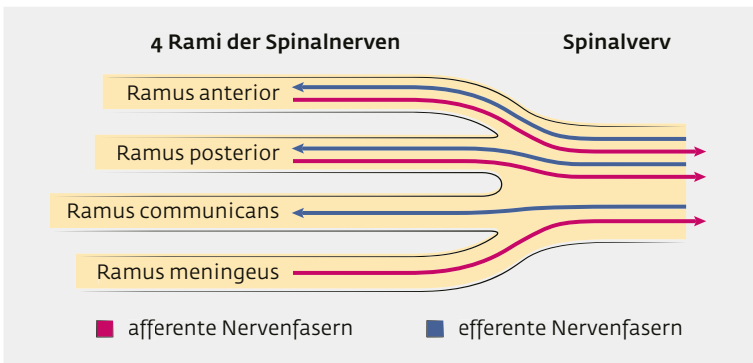 4 Rami der Spinalnerven
Spinalverv
Ramus anterior
Ramus posterior
Ramus communicans
Ramus meningeus
afferente Nervenfasern
efferente Nervenfasern